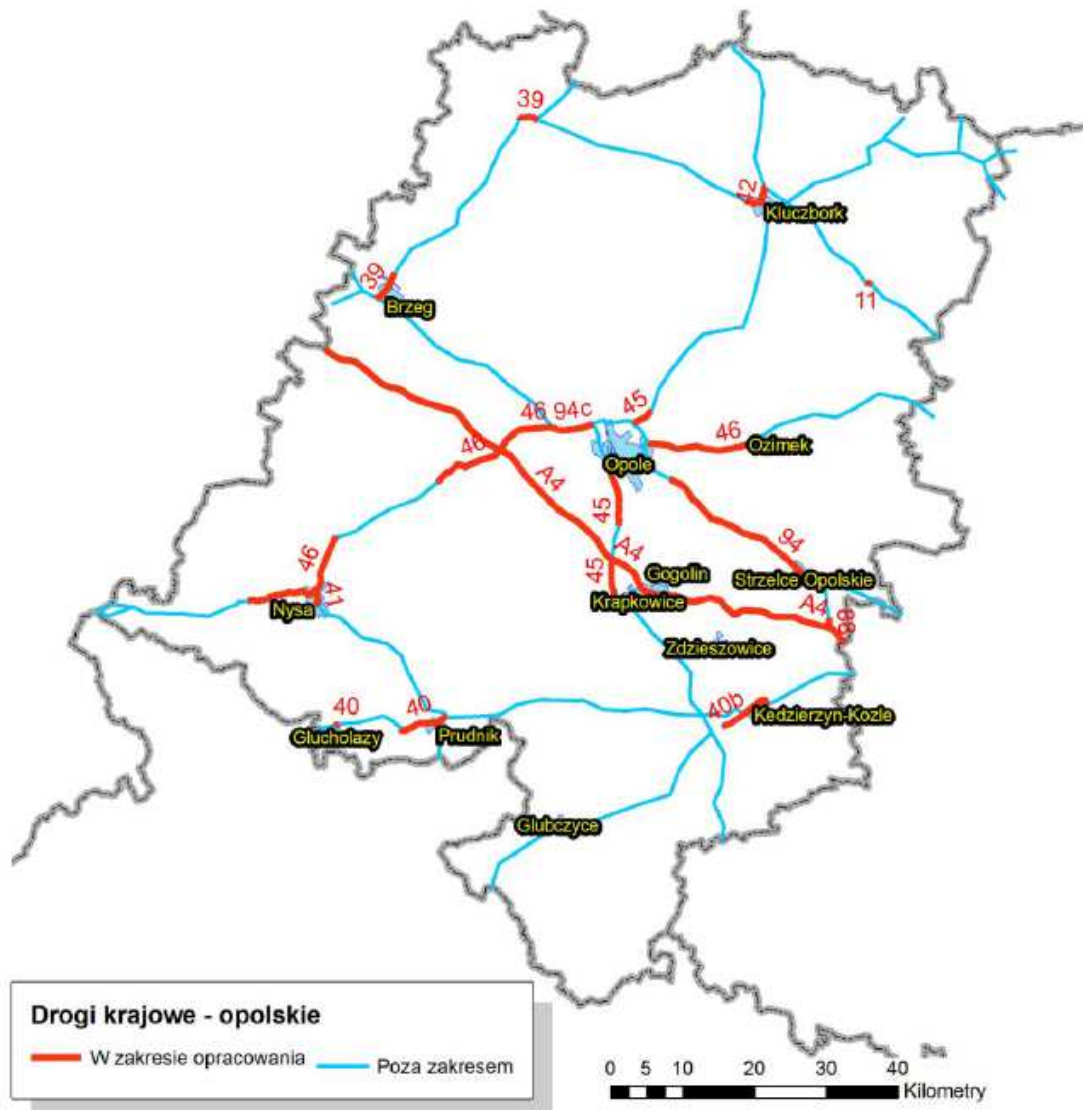 39
42
Kluczbork
39
Brzeg
11
46
94c
45
46
46
Ozimek
Opole
A4
45
94
46
A4
45
Gogolin
Strzelce Opolskie
41
Krapkowice
A4
88
Nysa
Zdzieszowice
40
40
40b
Kedzierzyn-Kozle
Glucholazy
Prudnik
Glubczyce
Drogi krajowe - opolskie
W zakresie opracowania
Poza zakresem
0 5 10 20 30 40
Kilometry